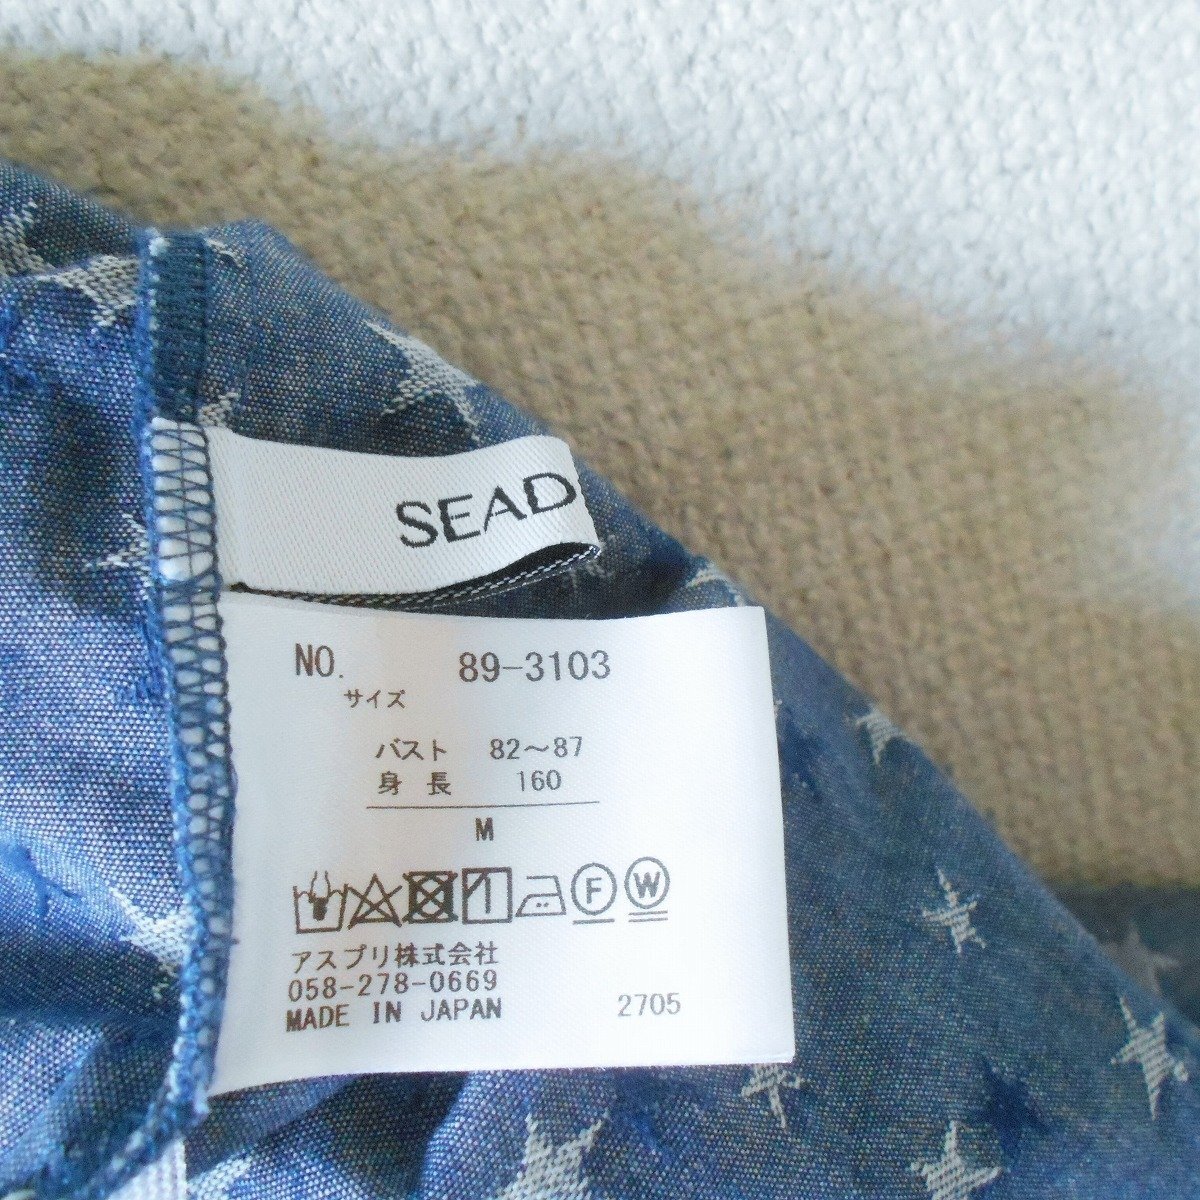 SEAD
NO. 89-3103
サイズ
バスト 82～87
身長 160
M
F W
アスプリ株式会社
058-278-0669
MADE IN JAPAN 2705